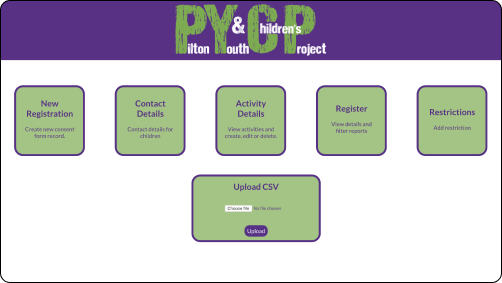 PY&CP
Pilton Youth & Children's Project
New
Registration
Create new consent
form record.
Contact
Details
Contact details for
children
Activity
Details
View activities and
create, edit or delete.
Register
View details and
filter reports
Restrictions
Add restriction
Upload CSV
Choose file No file chosen
Upload